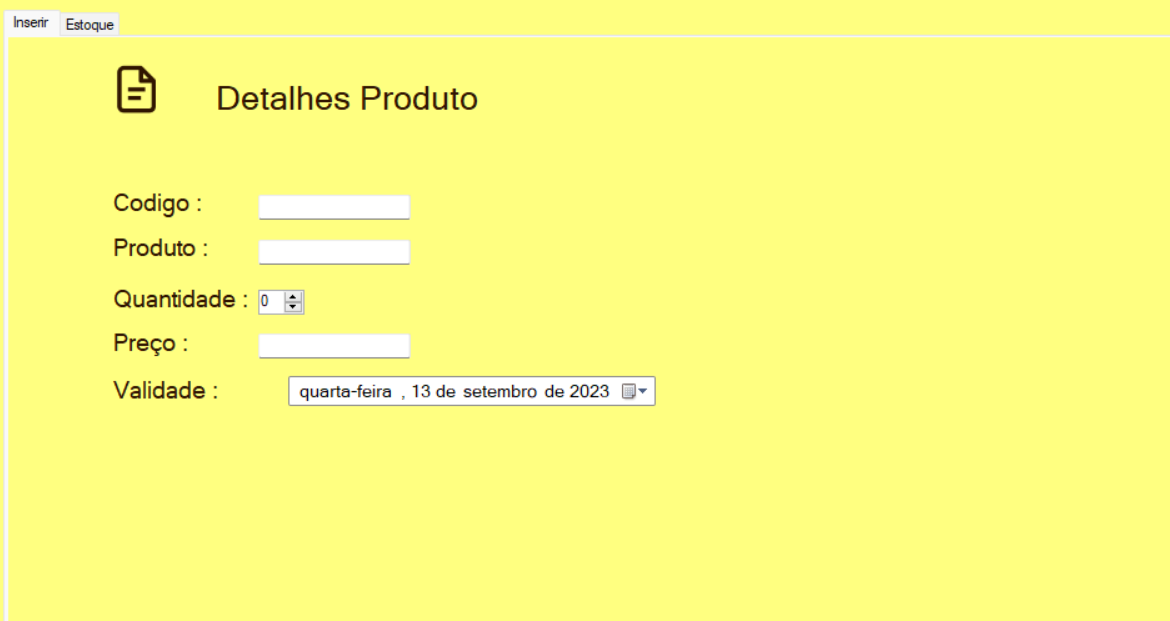 Inserir Estoque
Detalhes Produto
Codigo :
Produto :
Quantidade : 0
Preço :
Validade : quarta-feira , 13 de setembro de 2023